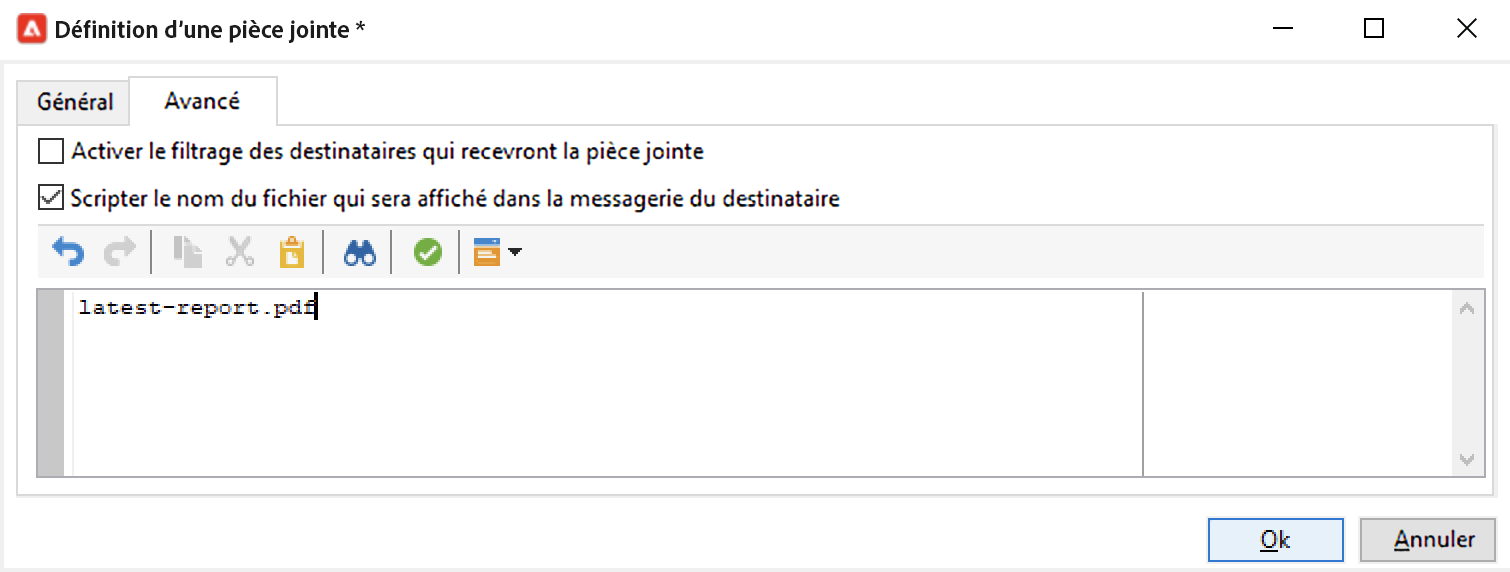 Définition d'une pièce jointe *
Général Avancé
Activer le filtrage des destinataires qui recevront la pièce jointe
Scripter le nom du fichier qui sera affiché dans la messagerie du destinataire
latest-report.pdf
Ok Annuler